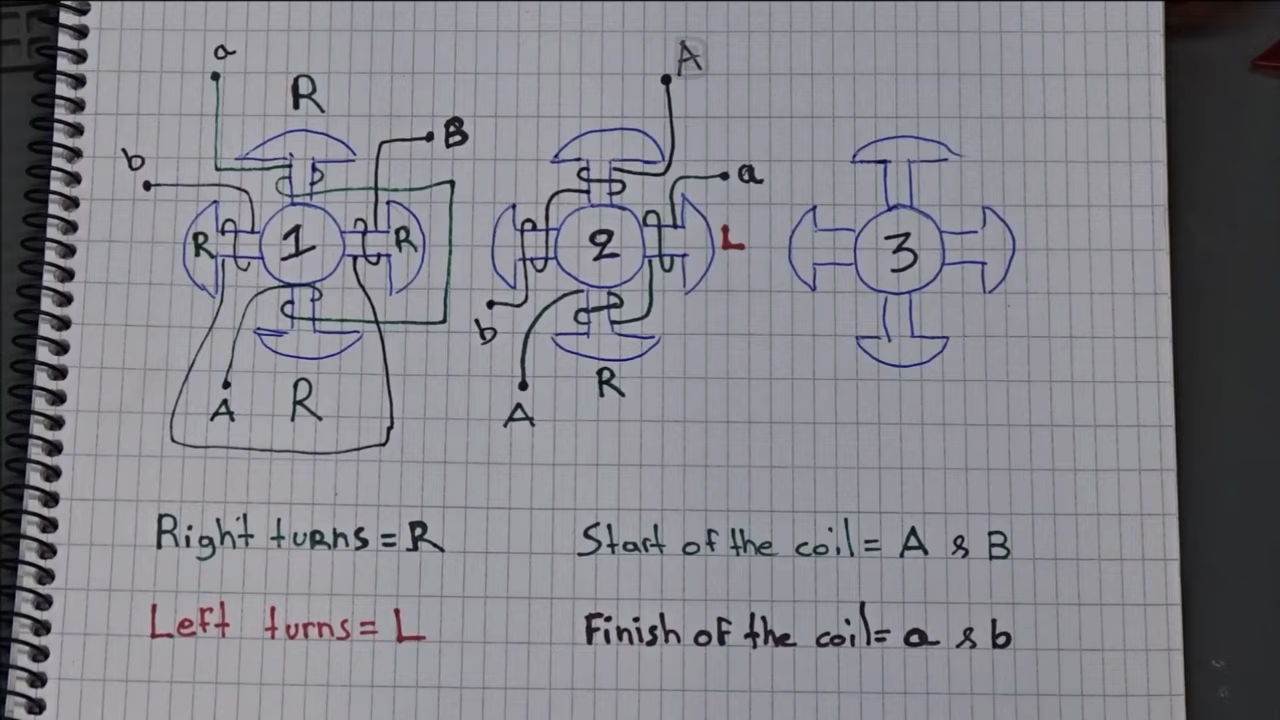 a
R
A
b
B
a
R
1
R
2
L
3
b
A
R
A
R
Right turns = R
Start of the coil = A & B
Left turns = L
Finish of the coil = a & b